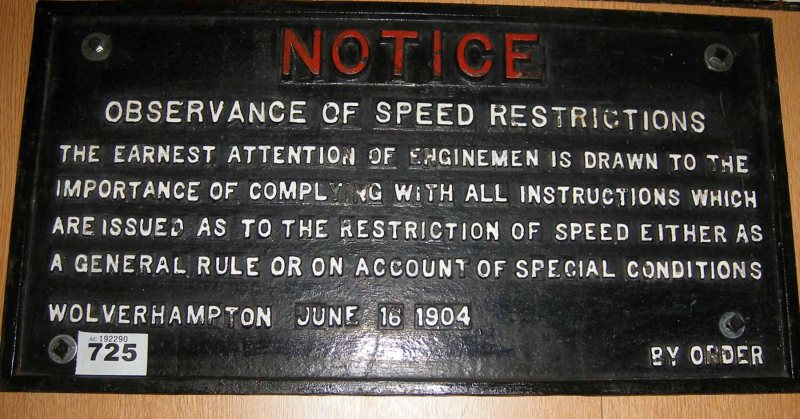 NOTICE
OBSERVANCE OF SPEED RESTRICTIONS
THE EARNEST ATTENTION OF ENGINEMEN IS DRAWN TO THE
IMPORTANCE OF COMPLYING WITH ALL INSTRUCTIONS WHICH
ARE ISSUED AS TO THE RESTRICTION OF SPEED EITHER AS
A GENERAL RULE OR ON ACCOUNT OF SPECIAL CONDITIONS
WOLVERHAMPTON JUNE 16 1904
AC 192290
725
BY ORDER